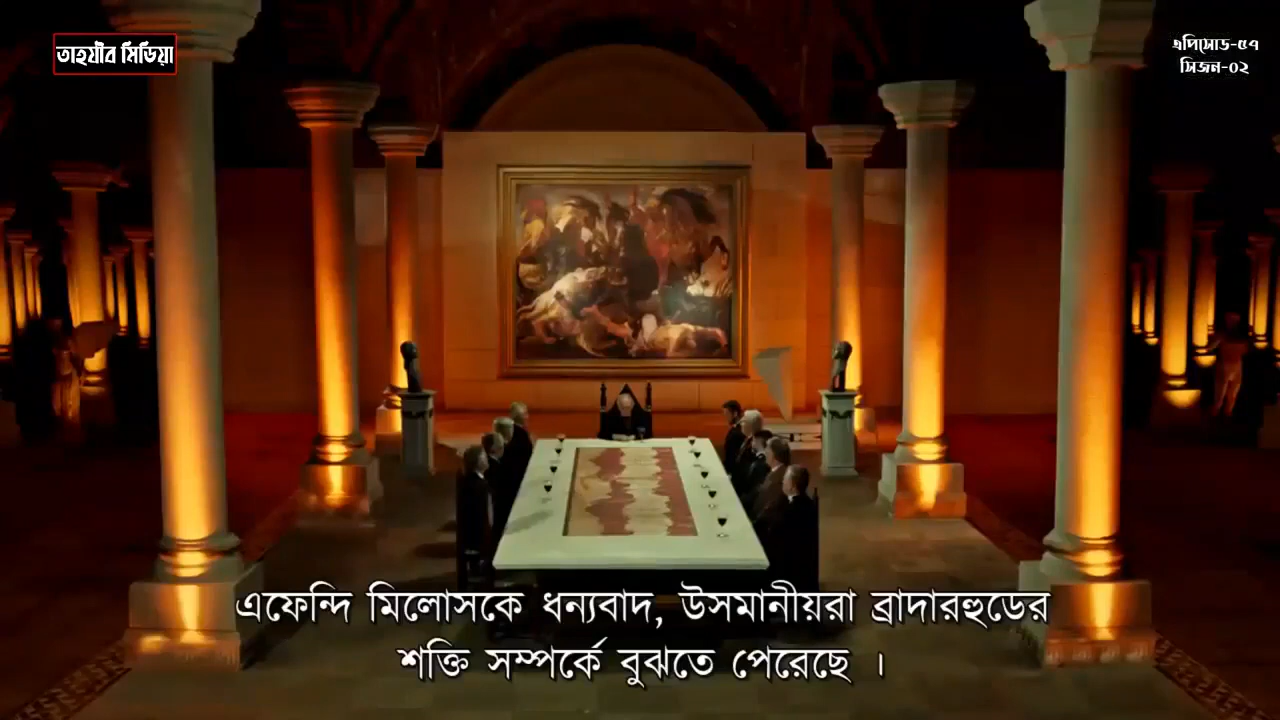 তাহযীব মিডিয়া
এপিসোড-৫৭
সিজন-০২
এফেন্দি মিলোসকে ধন্যবাদ, উসমানীয়রা ব্রাদারহুডের
শক্তি সম্পর্কে বুঝতে পেরেছে ।